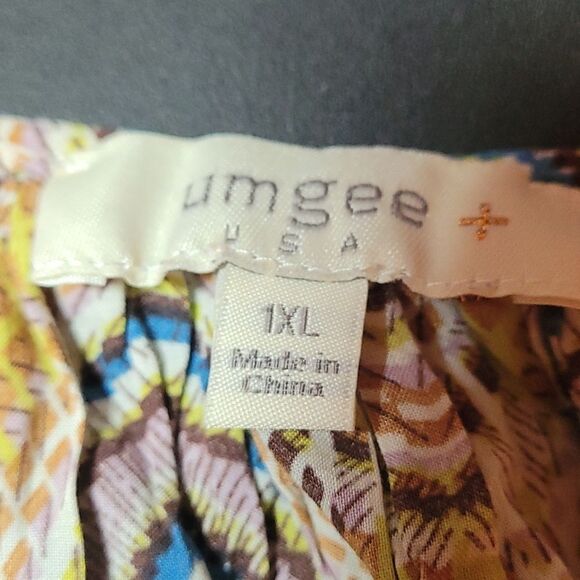 umgee +
USA
1XL
Made in
China